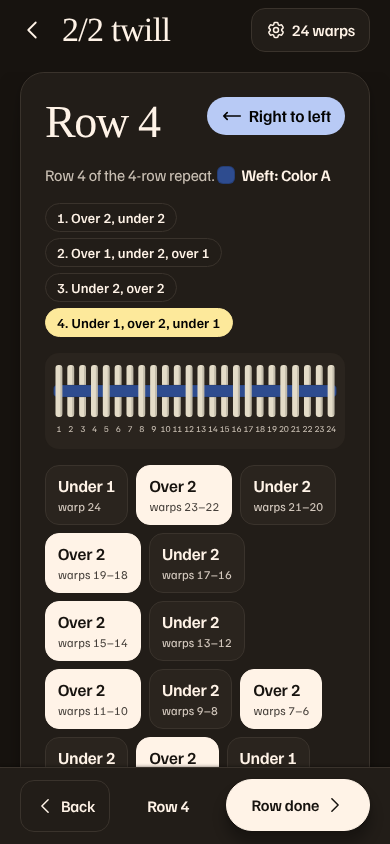 2/2 twill
24 warps
Row 4
Right to left
Row 4 of the 4-row repeat. Weft: Color A
1. Over 2, under 2
2. Over 1, under 2, over 1
3. Under 2, over 2
4. Under 1, over 2, under 1
1 2 3 4 5 6 7 8 9 10 11 12 13 14 15 16 17 18 19 20 21 22 23 24
Under 1 Over 2 Under 2
warp 24 warps 23–22 warps 21–20
Over 2 Under 2
warps 19–18 warps 17–16
Over 2 Under 2
warps 15–14 warps 13–12
Over 2 Under 2 Over 2
warps 11–10 warps 9–8 warps 7–6
Under 2 Over 2 Under 1
Back Row 4 Row done